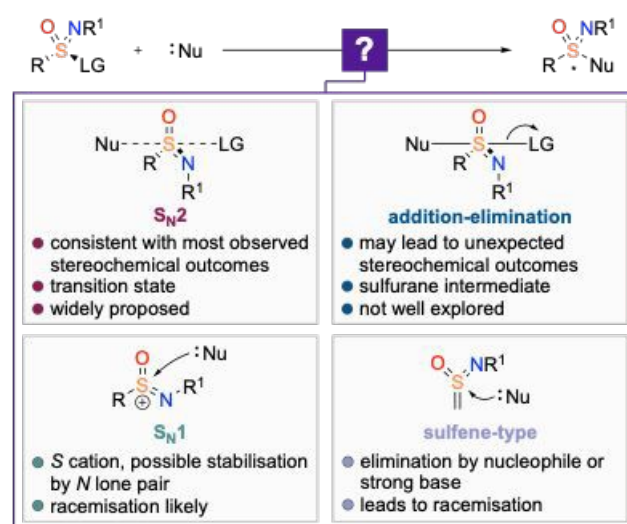 O NR¹ O NR¹
S + :Nu ? S
R LG R * Nu
O O
Nu S LG Nu S LG
R N R N
R¹ R¹
SN2 addition-elimination
● consistent with most observed ● may lead to unexpected
stereochemical outcomes stereochemical outcomes
● transition state ● sulfurane intermediate
● widely proposed ● not well explored
O :Nu O NR¹
R S N R¹ S :Nu
+
SN1 sulfene-type
● S cation, possible stabilisation ● elimination by nucleophile or
by N lone pair strong base
● racemisation likely ● leads to racemisation